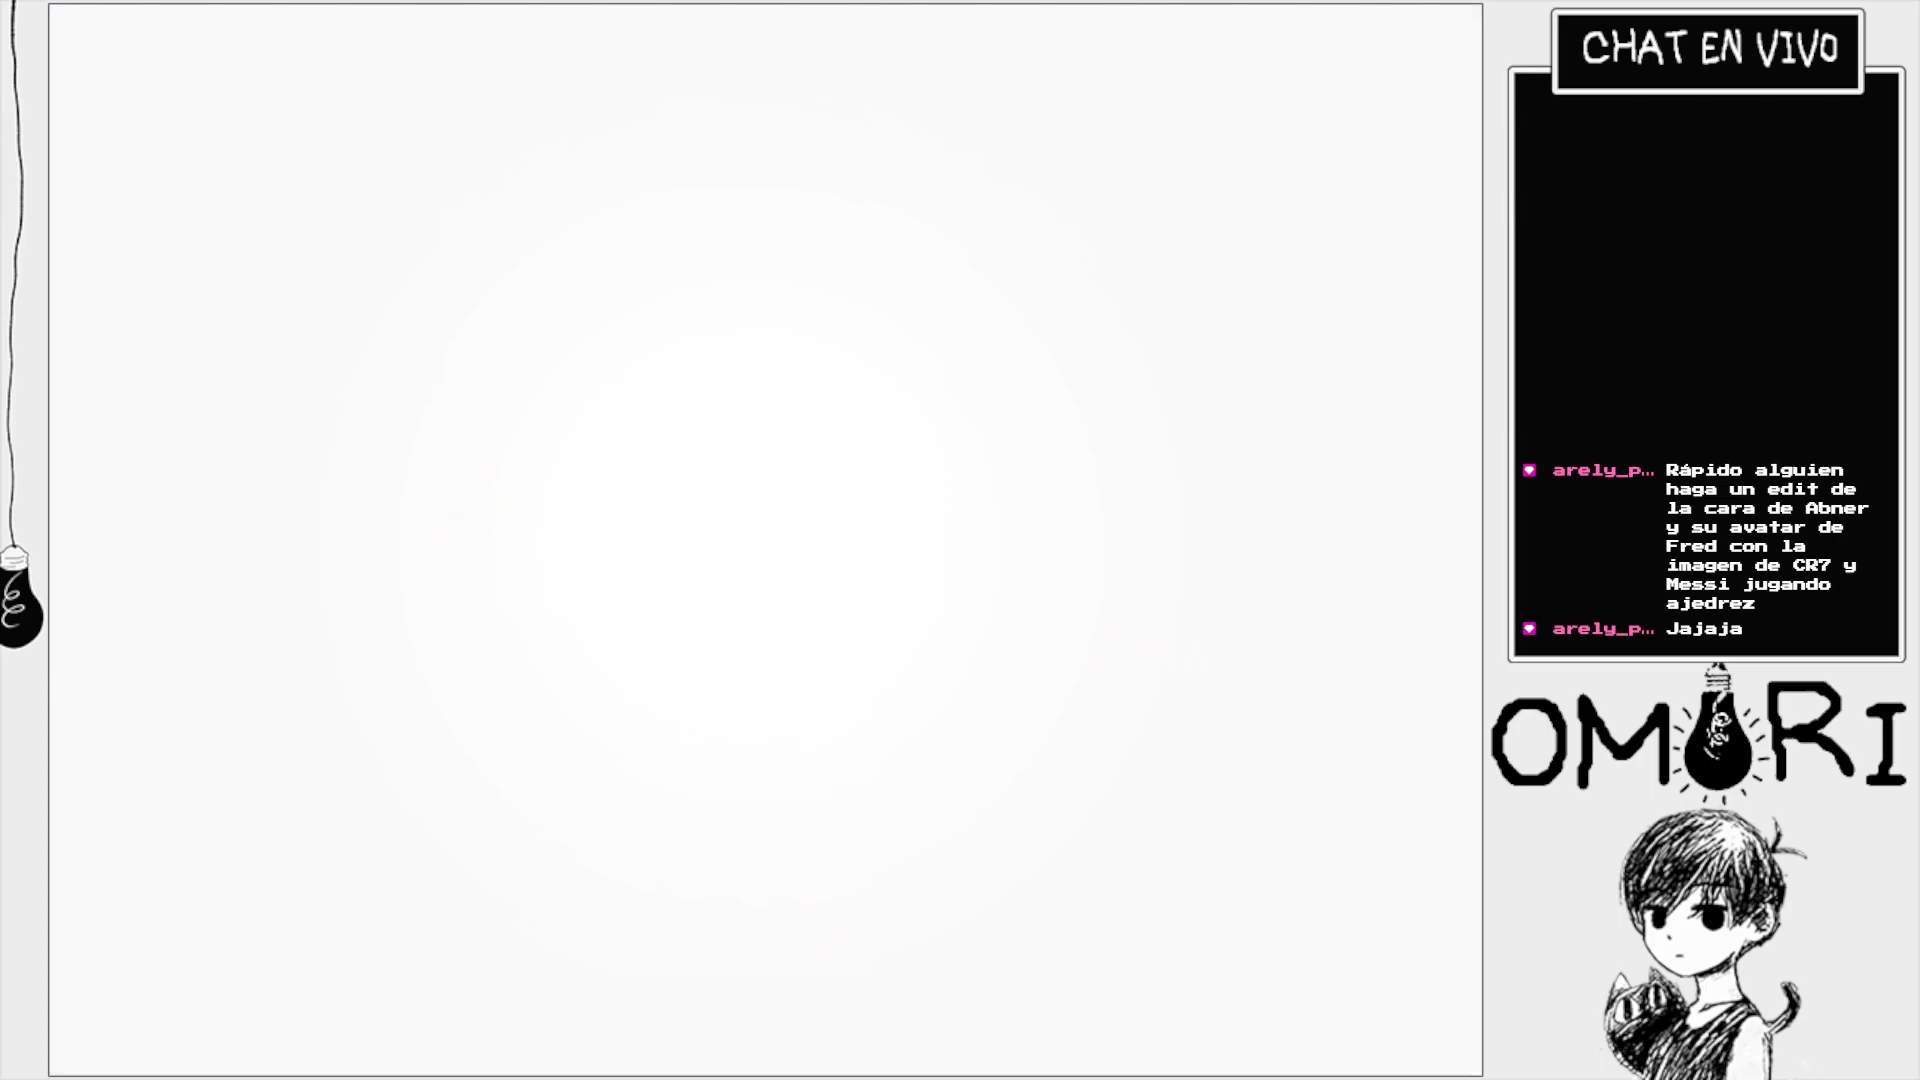 CHAT EN VIVO
arely_p... Rápido alguien
haga un edit de
la cara de Abner
y su avatar de
Fred con la
imagen de CR7 y
Messi jugando
ajedrez
arely_p... Jajaja
OMORI